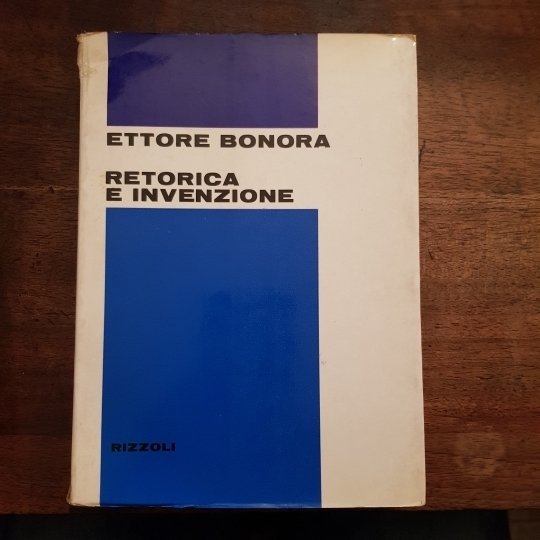 ETTORE BONORA
RETORICA
E INVENZIONE
RIZZOLI